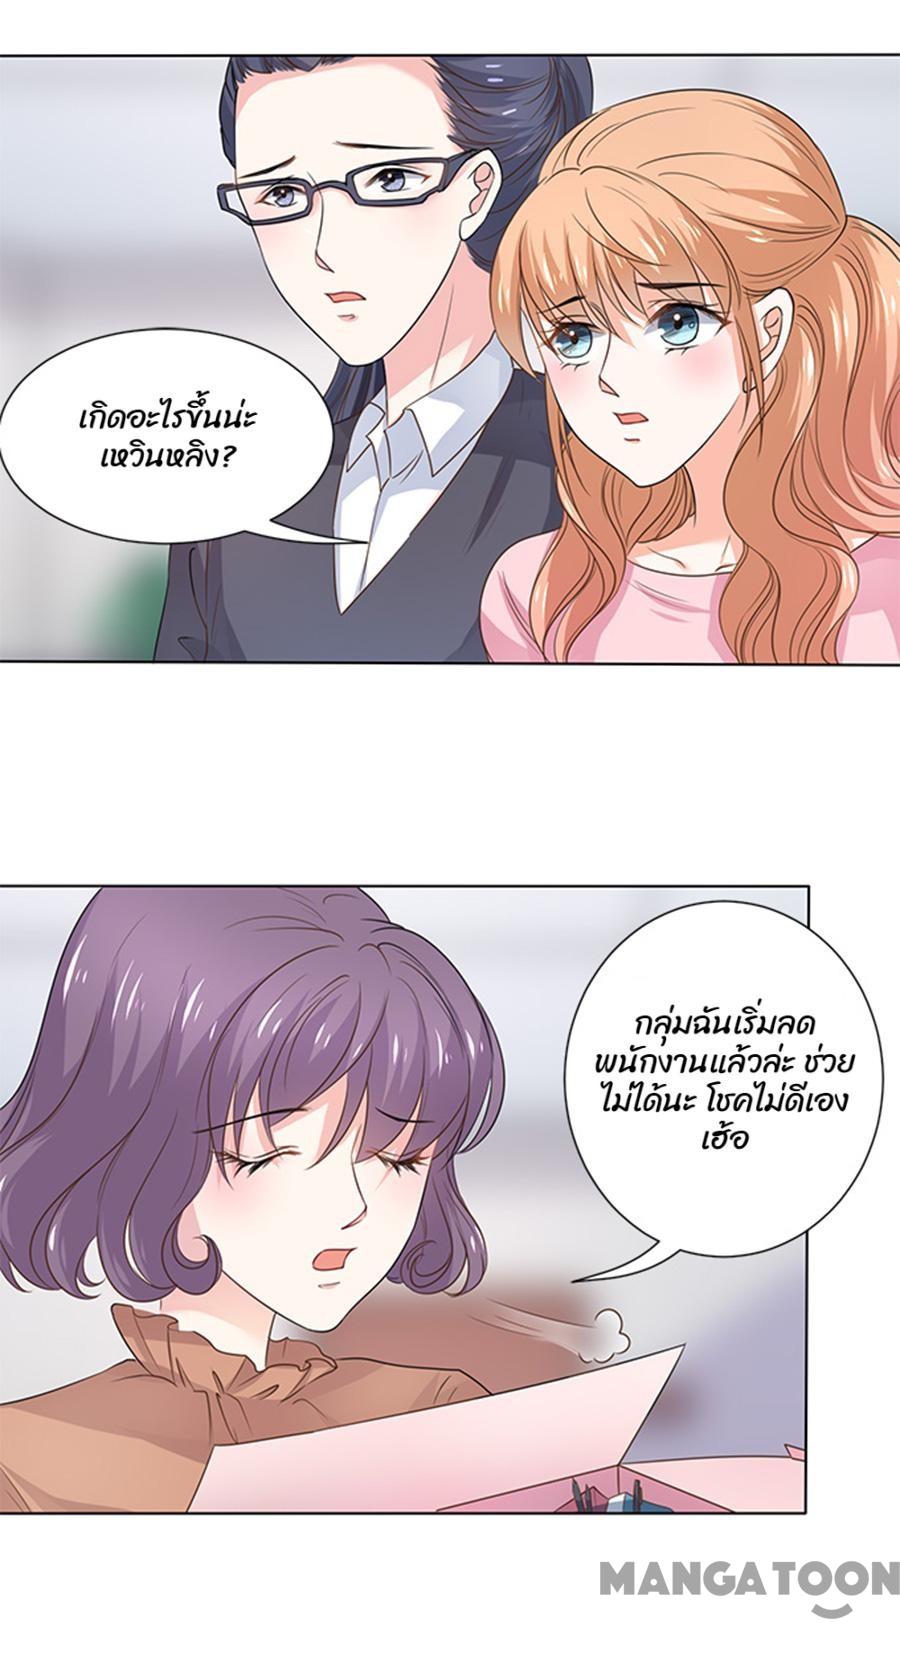 เกิดอะไรขึ้นน่ะ
เหวินหลิง?
กลุ่มฉันเริ่มลด
พนักงานแล้วล่ะ ช่วย
ไม่ได้นะ โชคไม่ดีเอง
เฮ้อ
MANGATOON